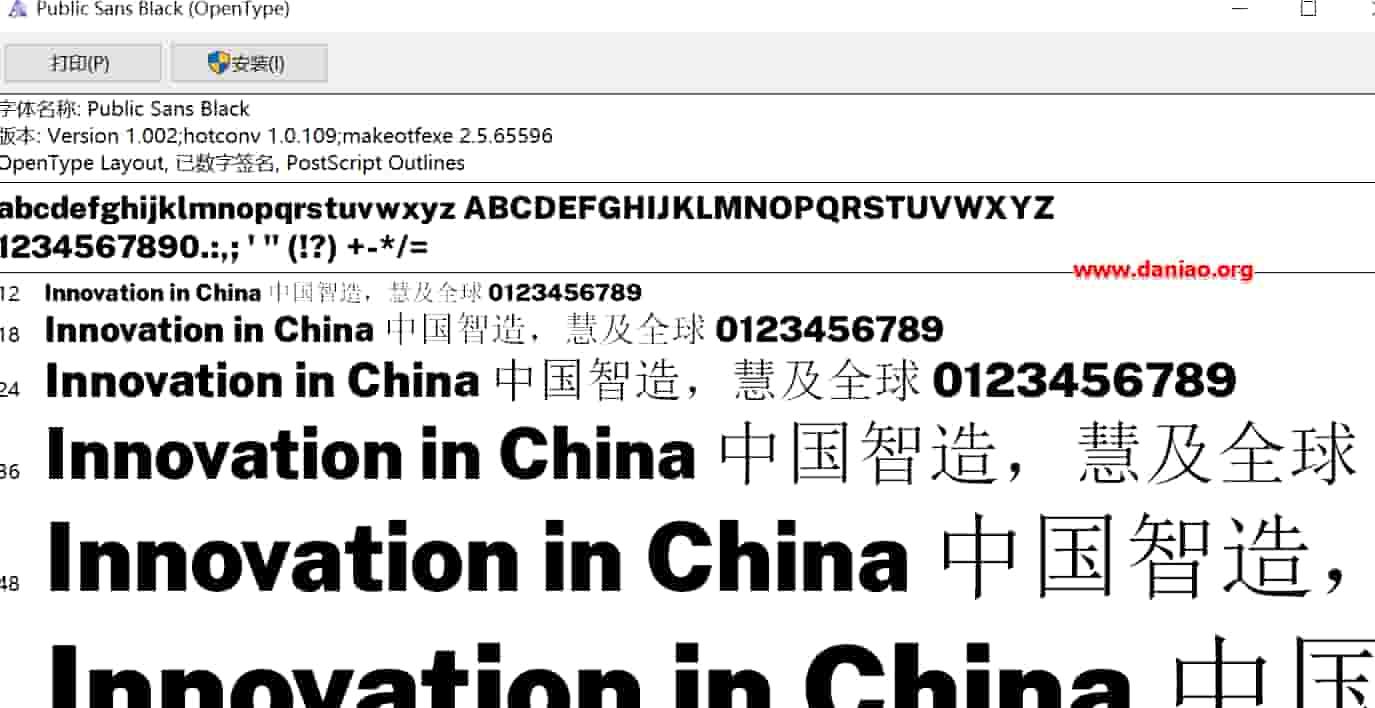 Public Sans Black (OpenType)
打印(P) 安装(I)
字体名称: Public Sans Black
版本: Version 1.002;hotconv 1.0.109;makeotfexe 2.5.65596
OpenType Layout, 已数字签名, PostScript Outlines
abcdefghijklmnopqrstuvwxyz ABCDEFGHIJKLMNOPQRSTUVWXYZ
1234567890.:,; ' " (!?) +-*/=
www.daniao.org
12 Innovation in China 中国智造，慧及全球 0123456789
18 Innovation in China 中国智造，慧及全球 0123456789
24 Innovation in China 中国智造，慧及全球 0123456789
36 Innovation in China 中国智造，慧及全球
48 Innovation in China 中国智造，
Innovation in China 中国